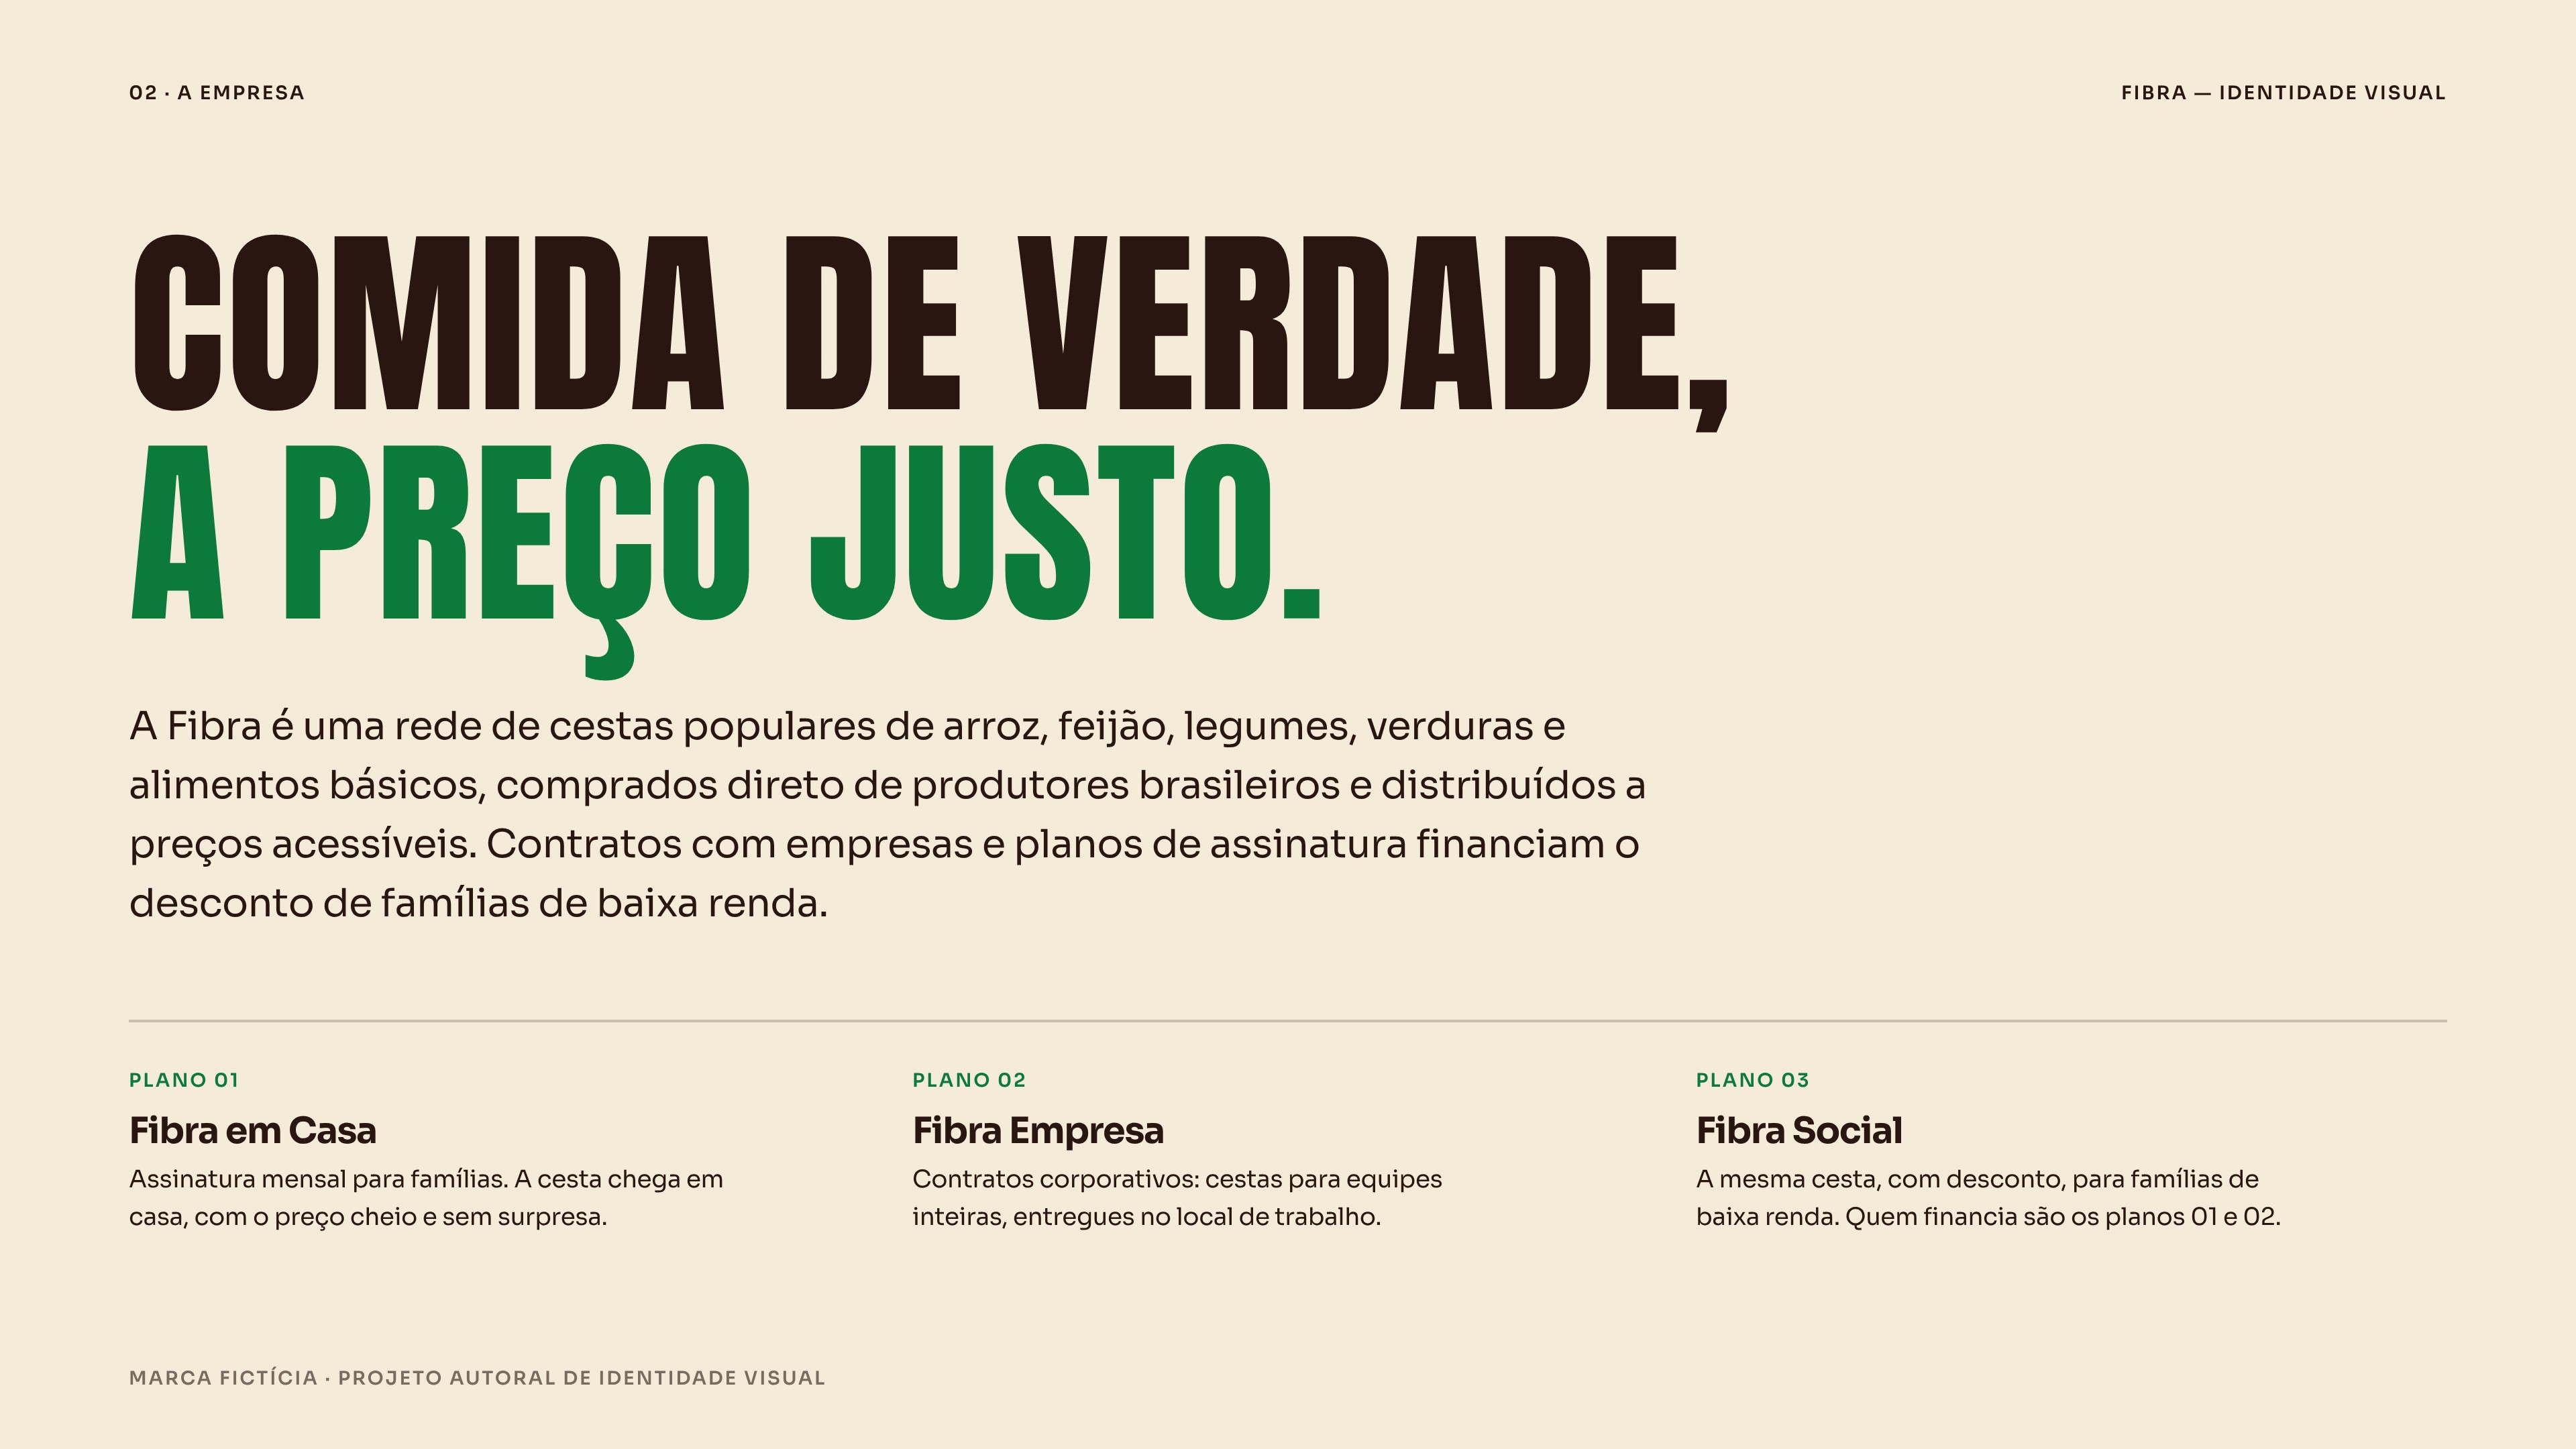 02 · A EMPRESA
FIBRA — IDENTIDADE VISUAL
COMIDA DE VERDADE,
A PREÇO JUSTO.
A Fibra é uma rede de cestas populares de arroz, feijão, legumes, verduras e
alimentos básicos, comprados direto de produtores brasileiros e distribuídos a
preços acessíveis. Contratos com empresas e planos de assinatura financiam o
desconto de famílias de baixa renda.
PLANO 01
Fibra em Casa
Assinatura mensal para famílias. A cesta chega em
casa, com o preço cheio e sem surpresa.
PLANO 02
Fibra Empresa
Contratos corporativos: cestas para equipes
inteiras, entregues no local de trabalho.
PLANO 03
Fibra Social
A mesma cesta, com desconto, para famílias de
baixa renda. Quem financia são os planos 01 e 02.
MARCA FICTÍCIA · PROJETO AUTORAL DE IDENTIDADE VISUAL